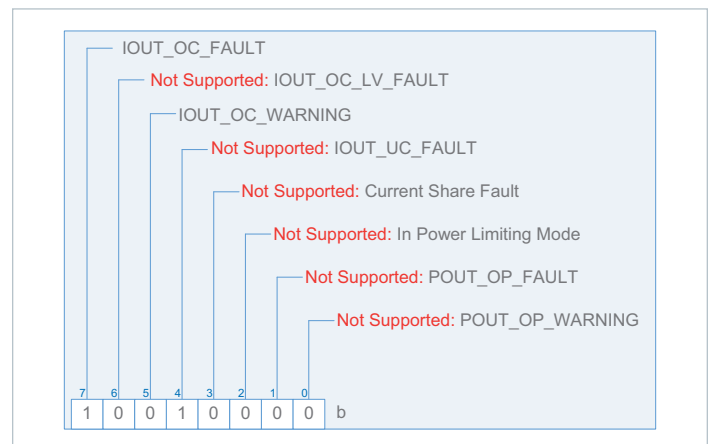 IOUT_OC_FAULT
Not Supported: IOUT_OC_LV_FAULT
IOUT_OC_WARNING
Not Supported: IOUT_UC_FAULT
Not Supported: Current Share Fault
Not Supported: In Power Limiting Mode
Not Supported: POUT_OP_FAULT
Not Supported: POUT_OP_WARNING
7 6 5 4 3 2 1 0
1 0 0 1 0 0 0 0 b